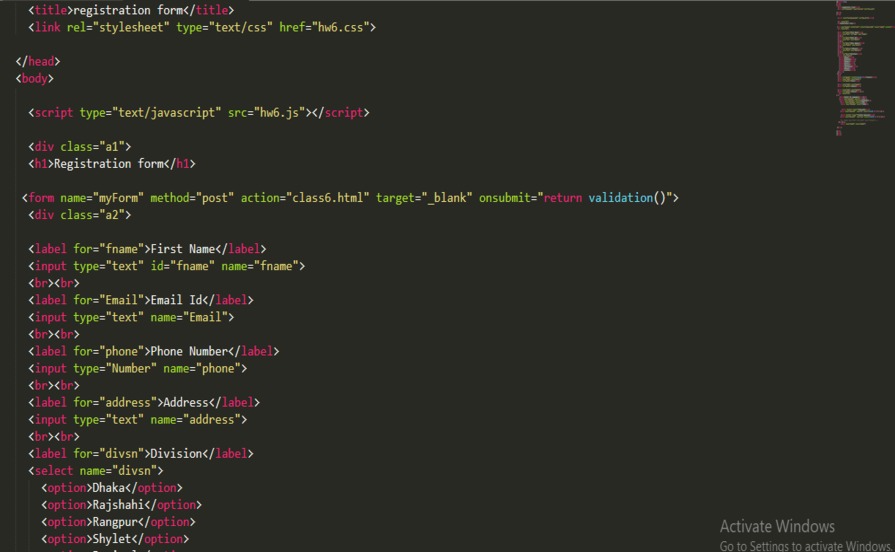 <title>registration form</title>
<link rel="stylesheet" type="text/css" href="hw6.css">
</head>
<body>
<script type="text/javascript" src="hw6.js"></script>
<div class="a1">
<h1>Registration form</h1>
<form name="myForm" method="post" action="class6.html" target="_blank" onsubmit="return validation()">
<div class="a2">
<label for="fname">First Name</label>
<input type="text" id="fname" name="fname">
<br><br>
<label for="Email">Email Id</label>
<input type="text" name="Email">
<br><br>
<label for="phone">Phone Number</label>
<input type="Number" name="phone">
<br><br>
<label for="address">Address</label>
<input type="text" name="address">
<br><br>
<label for="divsn">Division</label>
<select name="divsn">
<option>Dhaka</option>
<option>Rajshahi</option>
<option>Rangpur</option>
<option>Shylet</option>
Activate Windows
Go to Settings to activate Windows.